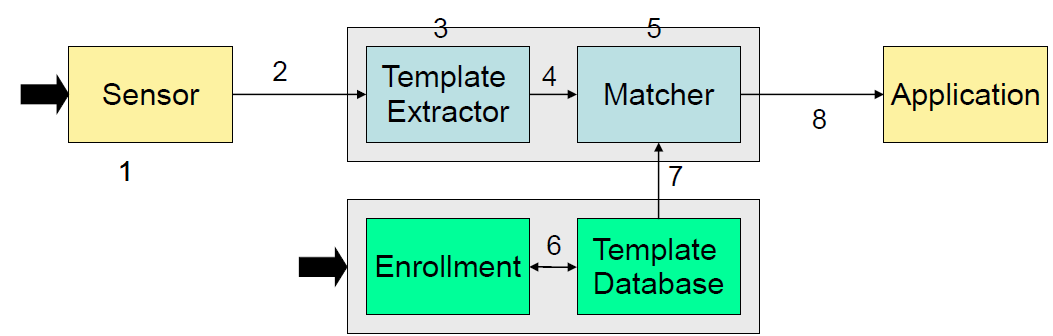 3
5
2
4
Sensor
Template
Extractor
Matcher
Application
8
1
7
6
Enrollment
Template
Database